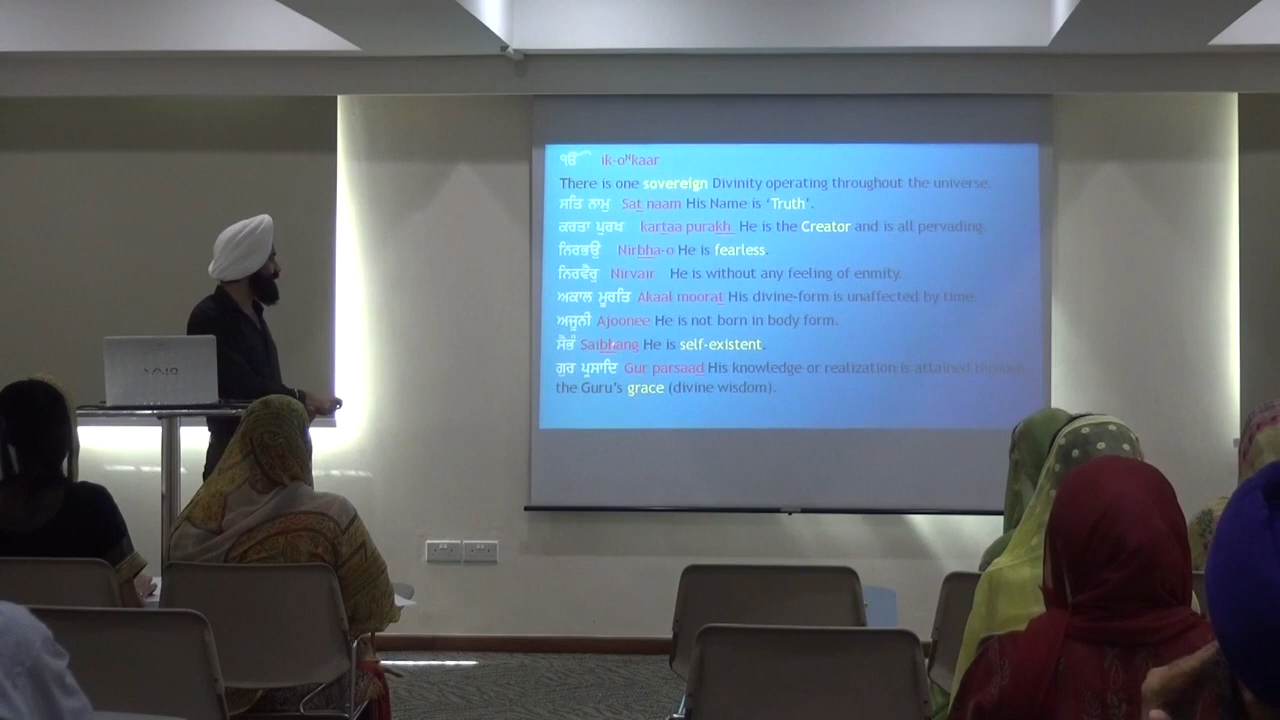 VAIO
ੴ ik-oᴺkaar
There is one sovereign Divinity operating throughout the universe.
ਸਤਿ ਨਾਮੁ Sat naam His Name is ‘Truth’.
ਕਰਤਾ ਪੁਰਖੁ kartaa purakh He is the Creator and is all pervading.
ਨਿਰਭਉ Nirbha-o He is fearless.
ਨਿਰਵੈਰੁ Nirvair He is without any feeling of enmity.
ਅਕਾਲ ਮੂਰਤਿ Akaal moorat His divine-form is unaffected by time.
ਅਜੂਨੀ Ajoonee He is not born in body form.
ਸੈਭੰ Saibhang He is self-existent.
ਗੁਰ ਪ੍ਰਸਾਦਿ Gur parsaad His knowledge or realization is attained through
the Guru’s grace (divine wisdom).